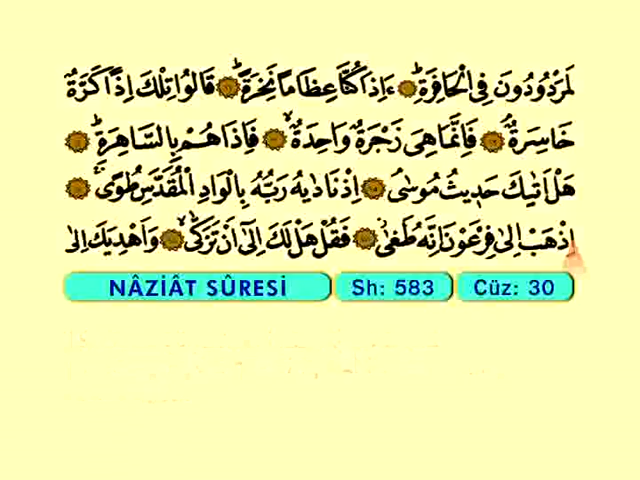 لَمَرْدُودُونَ فِي الْحَافِرَةِۜ ءَاِذَا كُنَّا عِظَامًا نَخِرَةًۜ قَالُوا تِلْكَ اِذًا كَرَّةٌ
خَاسِرَةٌۢ فَاِنَّمَا هِيَ زَجْرَةٌ وَاحِدَةٌۙ فَاِذَا هُمْ بِالسَّاهِرَةِۜ
هَلْ اَتٰيكَ حَدِيثُ مُوسٰىۢ اِذْ نَادٰيهُ رَبُّهُ بِالْوَادِ الْمُقَدَّسِ طُوًىۚ
اِذْهَبْ اِلٰى فِرْعَوْنَ اِنَّهُ طَغٰىۘ فَقُلْ هَلْ لَكَ اِلٰٓى اَنْ تَزَكّٰىۙ وَاَهْدِيَكَ اِلٰى
NÂZİÂT SÛRESİ Sh: 583 Cüz: 30